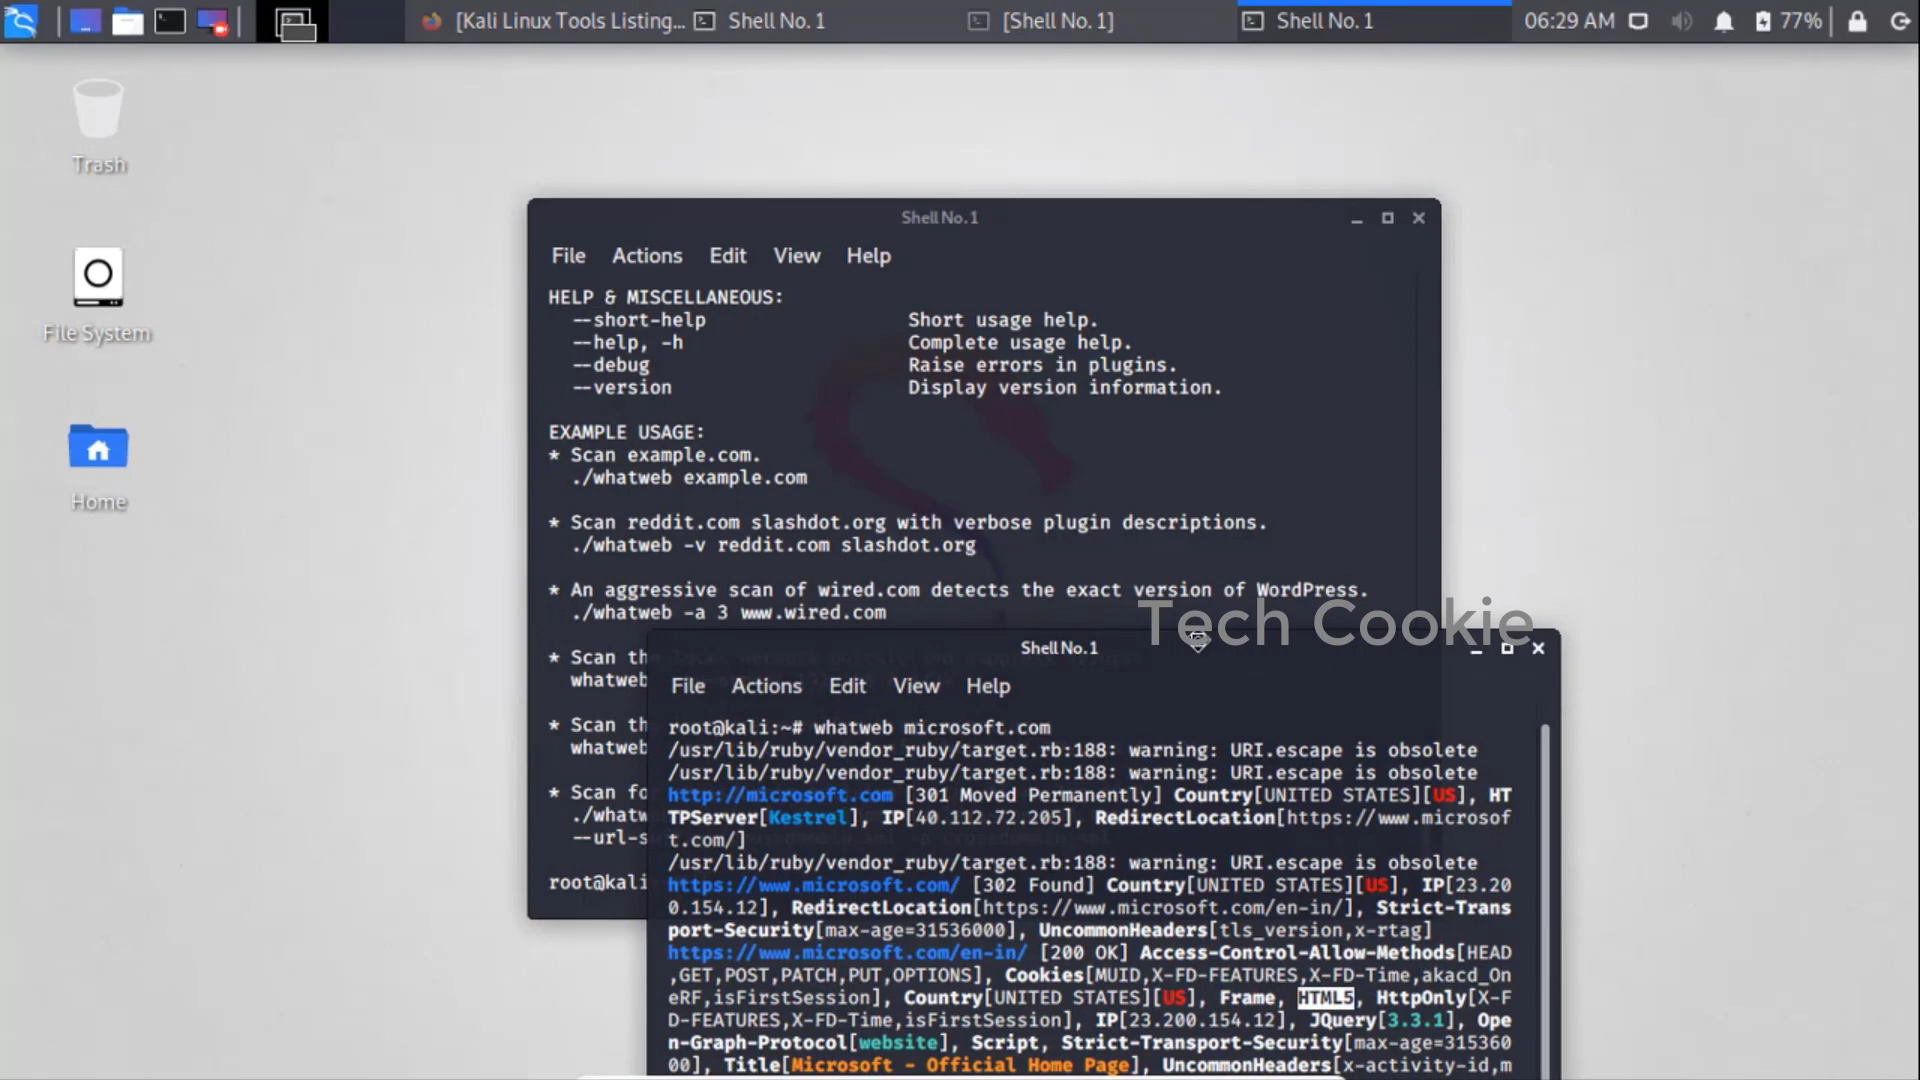 [Kali Linux Tools Listing...
Shell No. 1
[Shell No. 1]
Shell No. 1
06:29 AM
77%
Trash
File System
Home
Shell No. 1
File Actions Edit View Help
HELP & MISCELLANEOUS:
--short-help Short usage help.
--help, -h Complete usage help.
--debug Raise errors in plugins.
--version Display version information.
EXAMPLE USAGE:
* Scan example.com.
./whatweb example.com
* Scan reddit.com slashdot.org with verbose plugin descriptions.
./whatweb -v reddit.com slashdot.org
* An aggressive scan of wired.com detects the exact version of WordPress.
./whatweb -a 3 www.wired.com
* Scan the
whatweb
* Scan the
whatweb
* Scan fo
./whatw
--url-s
root@kali
Tech Cookie
Shell No. 1
File Actions Edit View Help
root@kali:~# whatweb microsoft.com
/usr/lib/ruby/vendor_ruby/target.rb:188: warning: URI.escape is obsolete
/usr/lib/ruby/vendor_ruby/target.rb:188: warning: URI.escape is obsolete
http://microsoft.com [301 Moved Permanently] Country[UNITED STATES][US], HT
TPServer[Kestrel], IP[40.112.72.205], RedirectLocation[https://www.microsof
t.com/]
/usr/lib/ruby/vendor_ruby/target.rb:188: warning: URI.escape is obsolete
https://www.microsoft.com/ [302 Found] Country[UNITED STATES][US], IP[23.20
0.154.12], RedirectLocation[https://www.microsoft.com/en-in/], Strict-Trans
port-Security[max-age=31536000], UncommonHeaders[tls_version,x-rtag]
https://www.microsoft.com/en-in/ [200 OK] Access-Control-Allow-Methods[HEAD
,GET,POST,PATCH,PUT,OPTIONS], Cookies[MUID,X-FD-FEATURES,X-FD-Time,akacd_On
eRF,isFirstSession], Country[UNITED STATES][US], Frame, HTML5, HttpOnly[X-F
D-FEATURES,X-FD-Time,isFirstSession], IP[23.200.154.12], JQuery[3.3.1], Ope
n-Graph-Protocol[website], Script, Strict-Transport-Security[max-age=315360
00], Title[Microsoft - Official Home Page], UncommonHeaders[x-activity-id,m